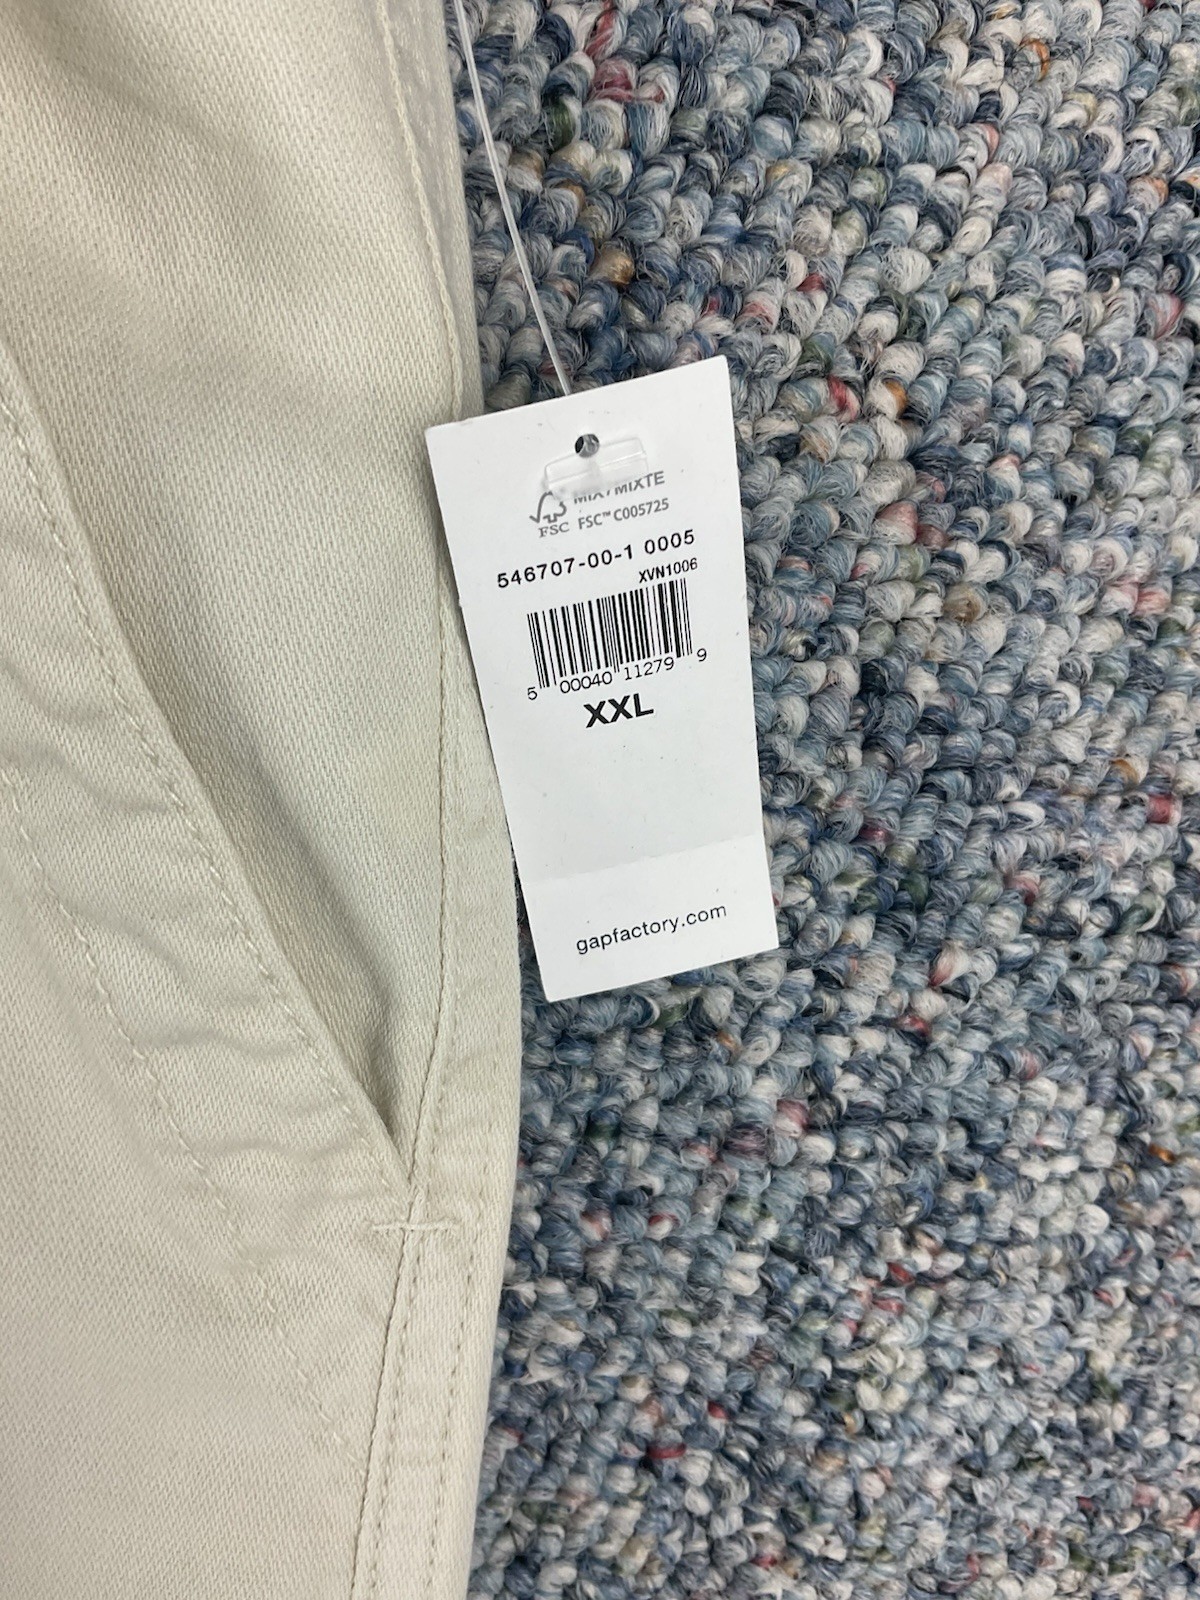 MIX / MIXTE
FSC FSC™ C005725
546707-00-1 0005
XVN1006
5 00040 11279 9
XXL
gapfactory.com